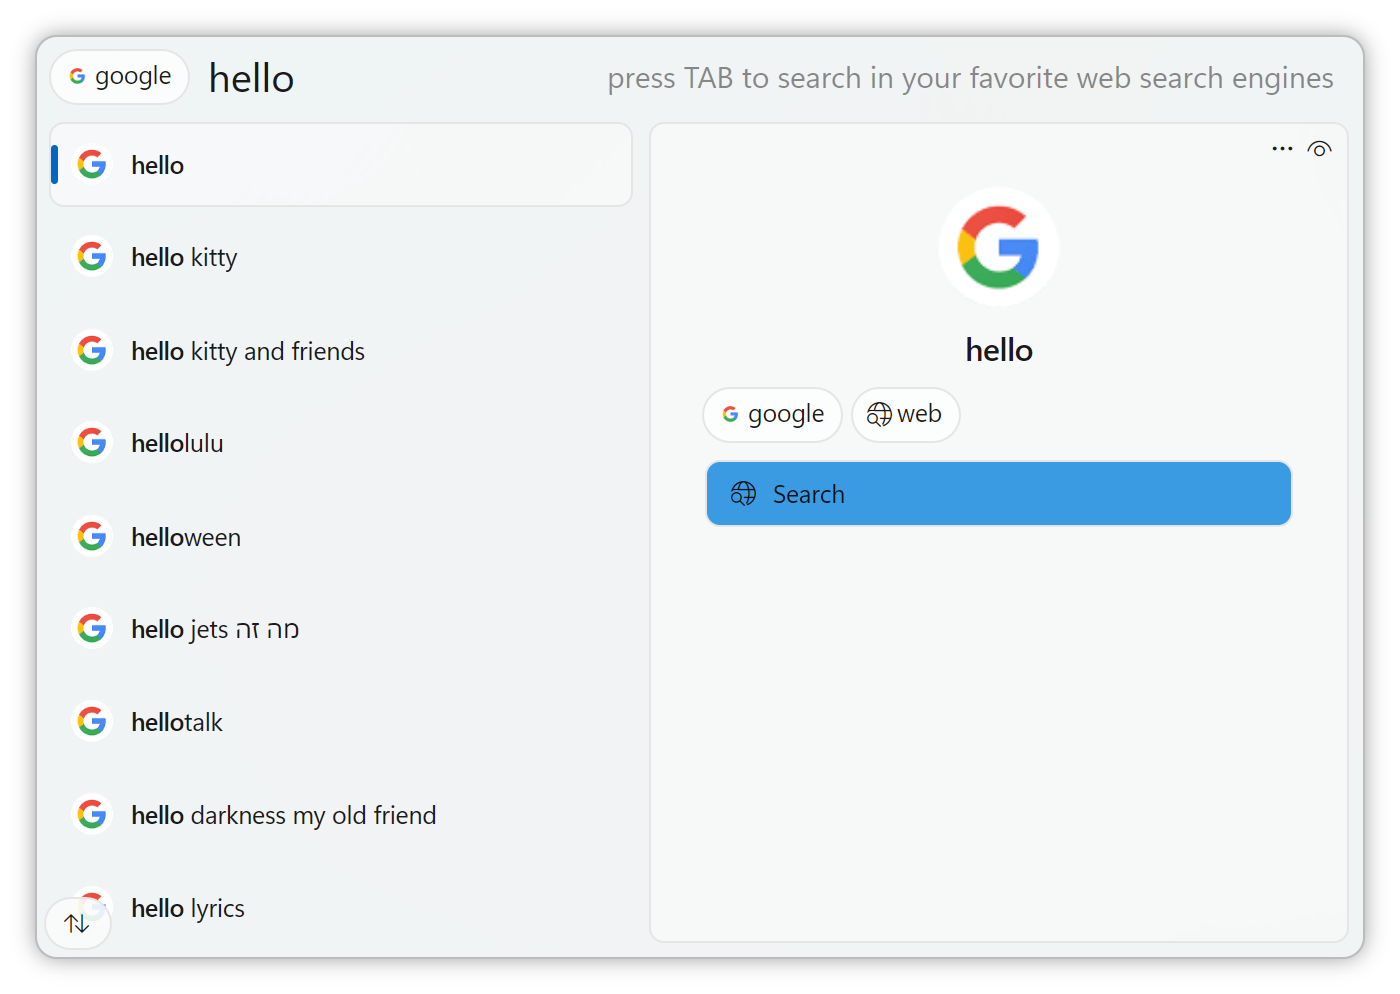 google hello press TAB to search in your favorite web search engines
hello
hello kitty
hello kitty and friends
hellolulu
helloween
hello jets מה זה
hellotalk
hello darkness my old friend
hello lyrics
hello
google web
Search